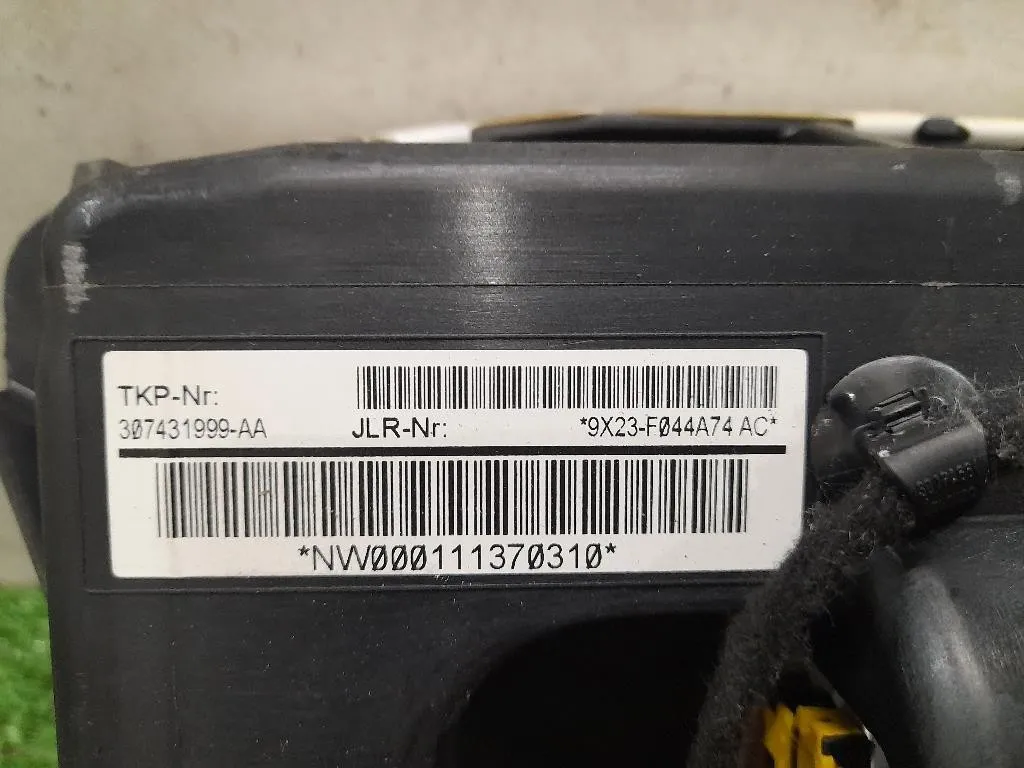 TKP-Nr:
307431999-AA JLR-Nr: *9X23-F044A74 AC*
*NW000111370310*